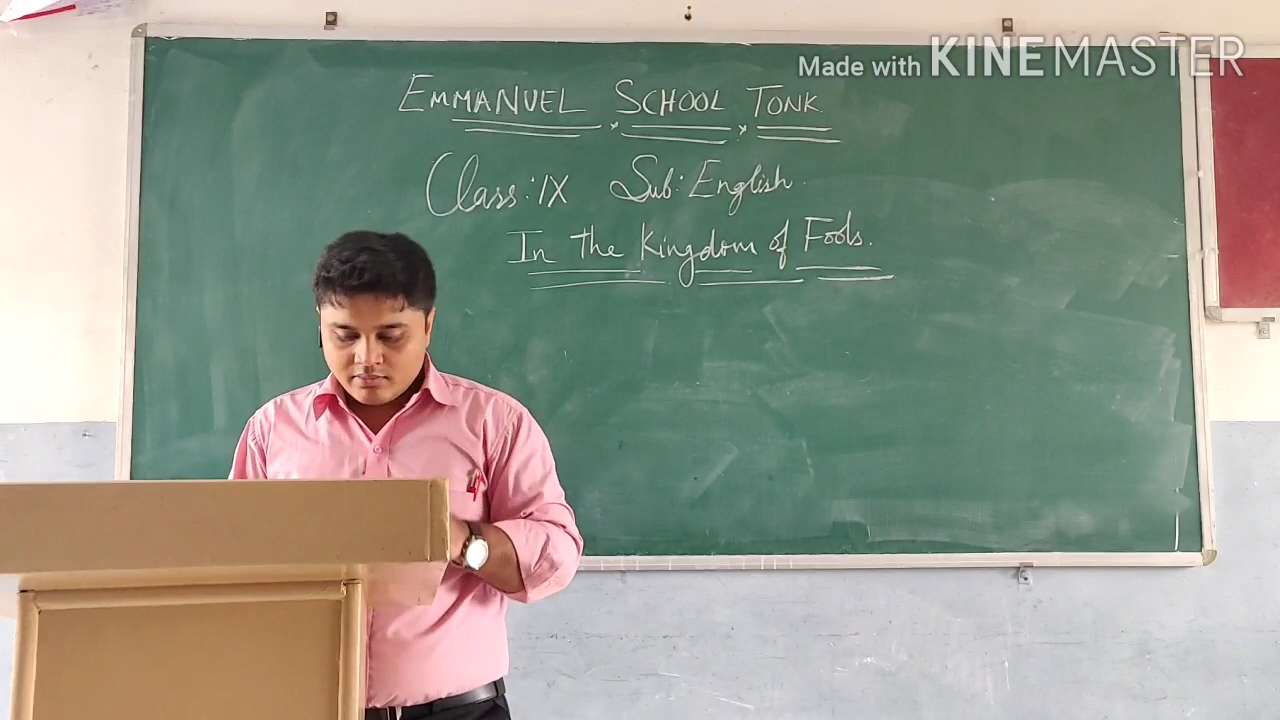 Made with KINEMASTER
EMMANUEL SCHOOL TONK
Class: IX Sub: English.
In the Kingdom of Fools.